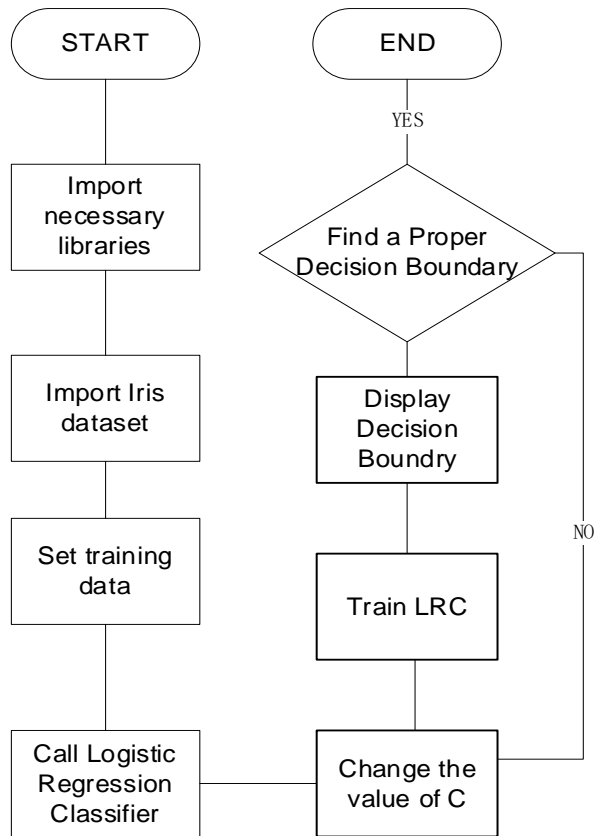 START
Import
necessary
libraries
Import Iris
dataset
Set training
data
Call Logistic
Regression
Classifier
END
YES
Find a Proper
Decision Boundary
Display
Decision
Boundry
NO
Train LRC
Change the
value of C